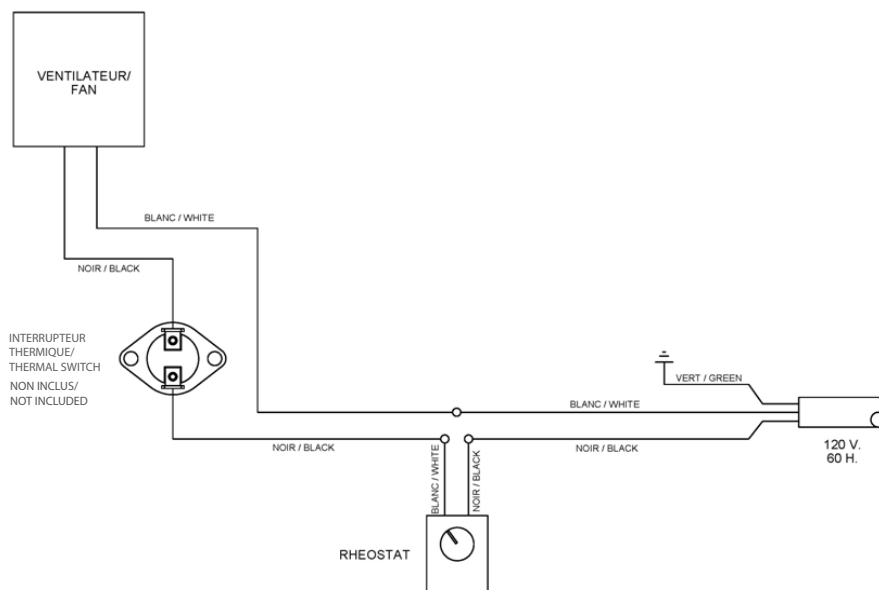 VENTILATEUR/
FAN
BLANC / WHITE
NOIR / BLACK
INTERRUPTEUR
THERMIQUE/
THERMAL SWITCH
NON INCLUS/
NOT INCLUDED
VERT / GREEN
BLANC / WHITE
120 V.
60 H.
NOIR / BLACK
NOIR / BLACK
BLANC / WHITE
NOIR / BLACK
RHEOSTAT